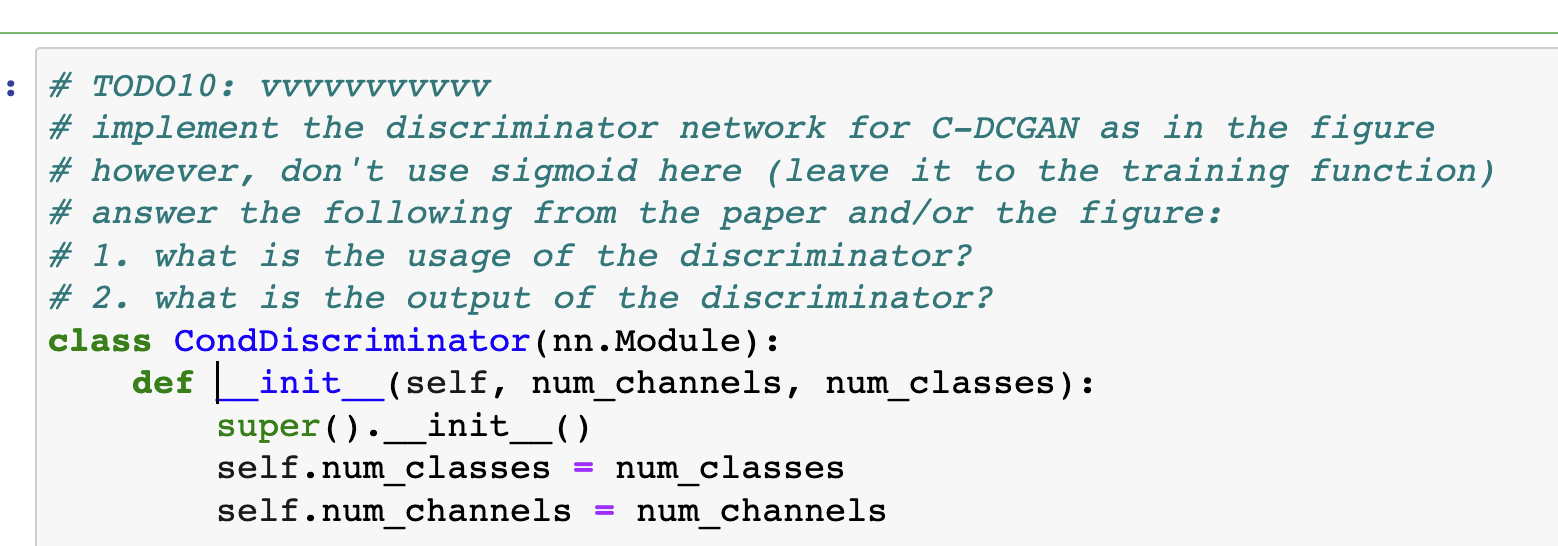 :
# TODO10: vvvvvvvvvvv
# implement the discriminator network for C-DCGAN as in the figure
# however, don't use sigmoid here (leave it to the training function)
# answer the following from the paper and/or the figure:
# 1. what is the usage of the discriminator?
# 2. what is the output of the discriminator?
class CondDiscriminator(nn.Module):
    def __init__(self, num_channels, num_classes):
        super().__init__()
        self.num_classes = num_classes
        self.num_channels = num_channels